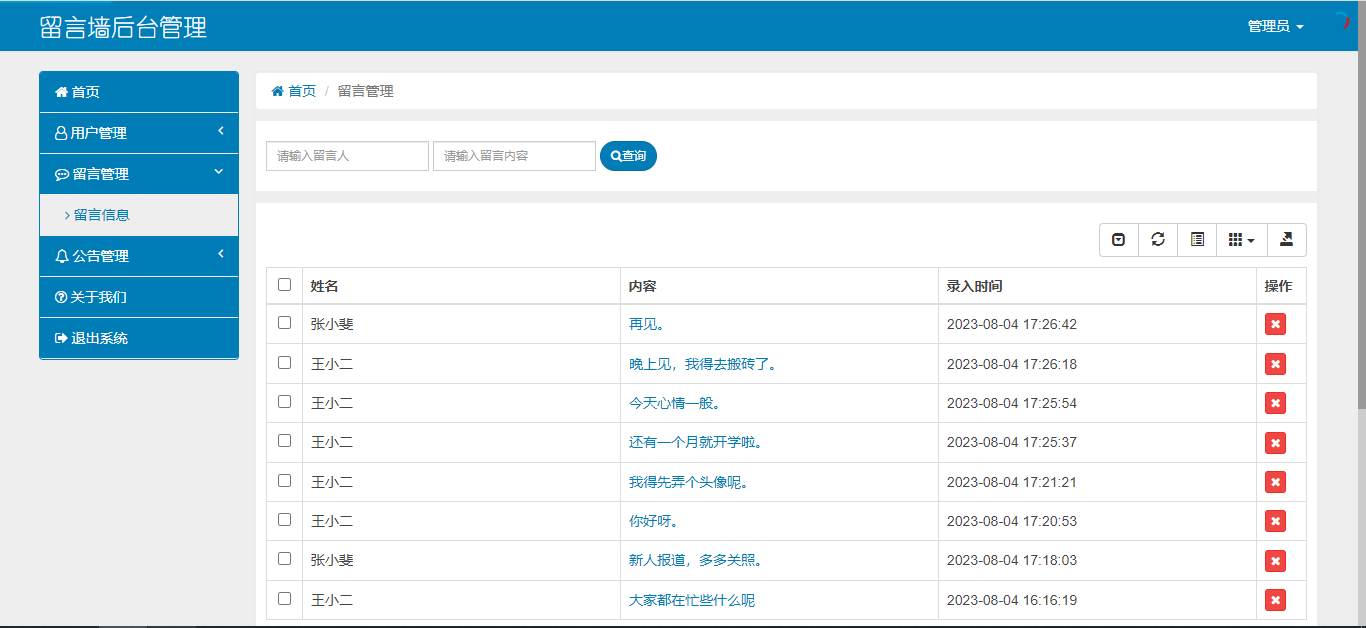 留言墙后台管理
管理员
首页
用户管理
留言管理
留言信息
公告管理
关于我们
退出系统
首页 / 留言管理
请输入留言人 请输入留言内容 查询
姓名 内容 录入时间 操作
张小斐 再见。 2023-08-04 17:26:42
王小二 晚上见，我得去搬砖了。 2023-08-04 17:26:18
王小二 今天心情一般。 2023-08-04 17:25:54
王小二 还有一个月就开学啦。 2023-08-04 17:25:37
王小二 我得先弄个头像呢。 2023-08-04 17:21:21
王小二 你好呀。 2023-08-04 17:20:53
张小斐 新人报道，多多关照。 2023-08-04 17:18:03
王小二 大家都在忙些什么呢 2023-08-04 16:16:19